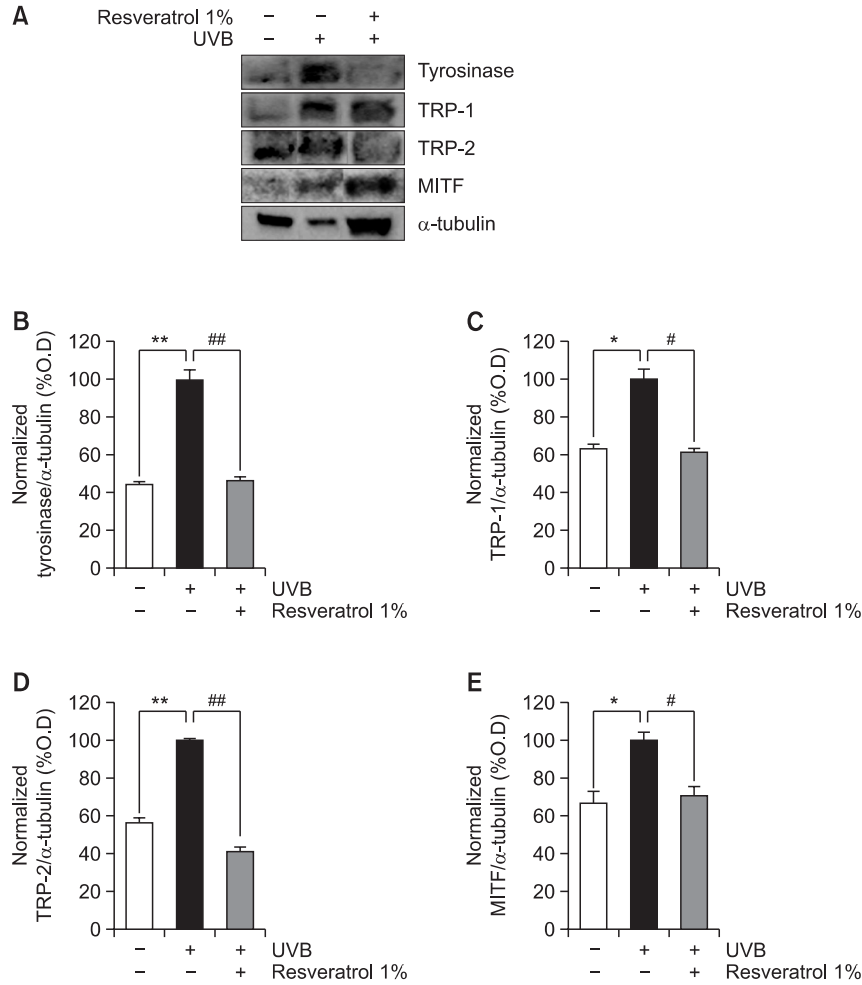 A
Resveratrol 1% – – +
UVB – + +
Tyrosinase
TRP-1
TRP-2
MITF
α-tubulin
B
Normalized
tyrosinase/α-tubulin (%O.D)
120
100
80
60
40
20
0
** ##
– + + UVB
– – + Resveratrol 1%
C
Normalized
TRP-1/α-tubulin (%O.D)
120
100
80
60
40
20
0
* #
– + + UVB
– – + Resveratrol 1%
D
Normalized
TRP-2/α-tubulin (%O.D)
120
100
80
60
40
20
0
** ##
– + + UVB
– – + Resveratrol 1%
E
Normalized
MITF/α-tubulin (%O.D)
120
100
80
60
40
20
0
* #
– + + UVB
– – + Resveratrol 1%